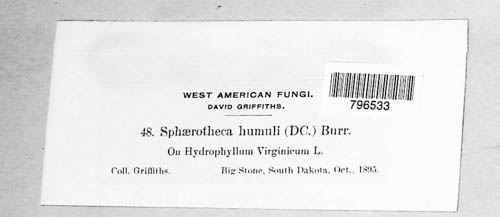 WEST AMERICAN FUNGI.
DAVID GRIFFITHS.
796533
48. Sphærotheca humuli (DC.) Burr.
On Hydrophyllum Virginicum L.
Coll. Griffiths. Big Stone, South Dakota, Oct., 1895.